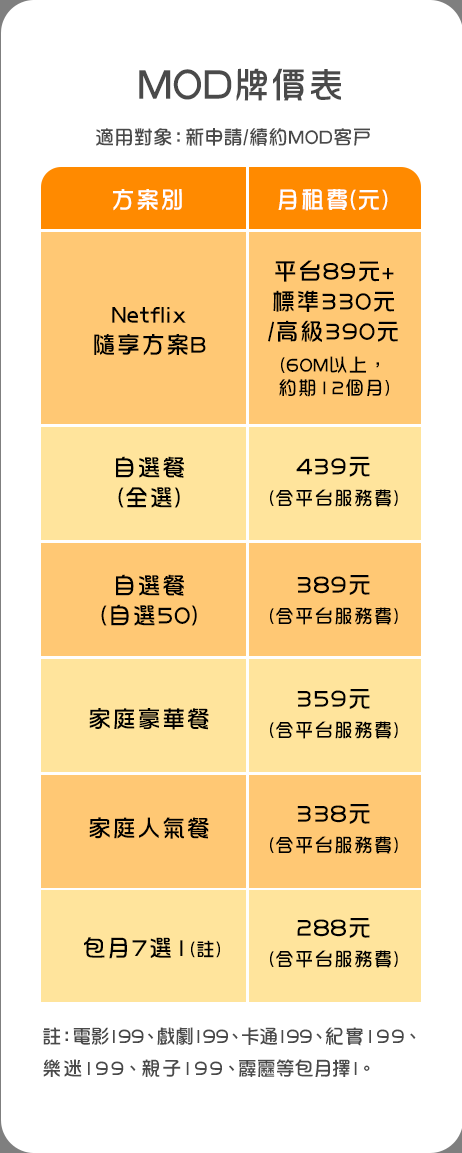 MOD牌價表
適用對象：新申請/續約MOD客戶
方案別
月租費(元)
Netflix
隨享方案B
平台89元+
標準330元
/高級390元
(60M以上，
約期12個月)
自選餐
(全選)
439元
(含平台服務費)
自選餐
(自選50)
389元
(含平台服務費)
家庭豪華餐
359元
(含平台服務費)
家庭人氣餐
338元
(含平台服務費)
包月7選1(註)
288元
(含平台服務費)
註：電影199、戲劇199、卡通199、紀實199、
樂迷199、親子199、霹靂等包月擇1。